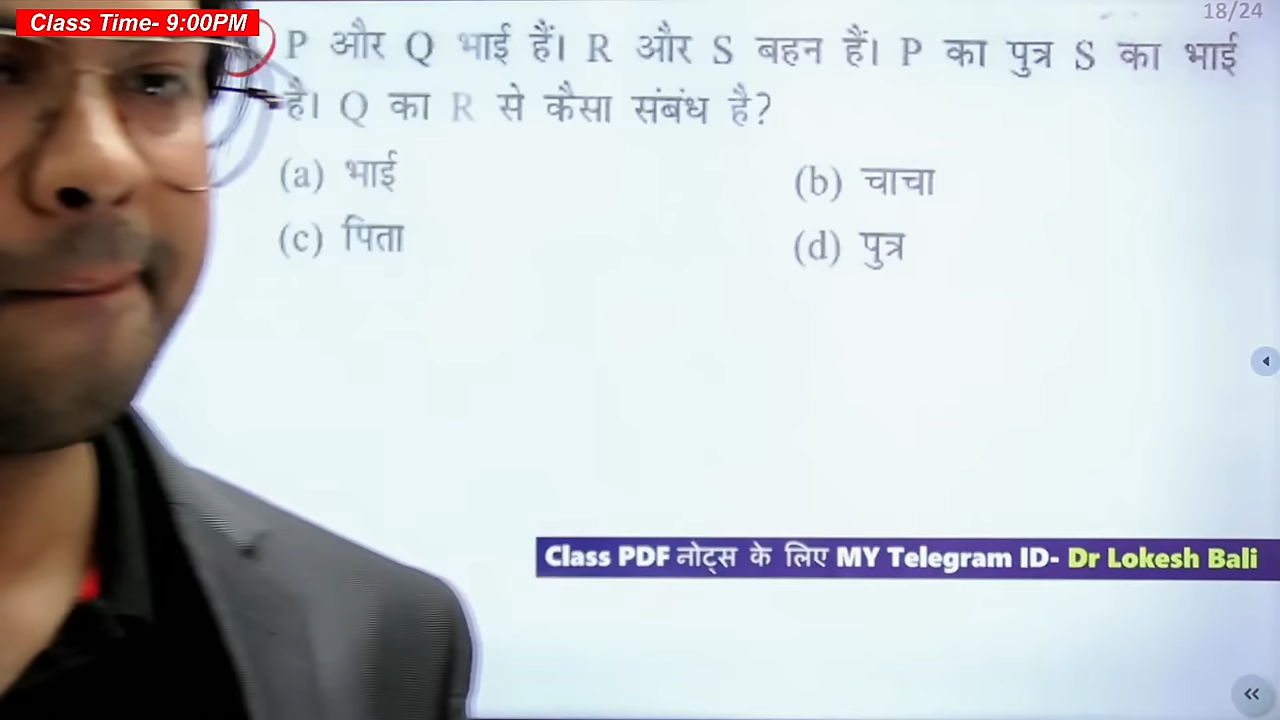 Class Time- 9:00PM
18/24
P और Q भाई हैं। R और S बहन हैं। P का पुत्र S का भाई
है। Q का R से कैसा संबंध है?
(a) भाई
(b) चाचा
(c) पिता
(d) पुत्र
Class PDF नोट्स के लिए MY Telegram ID- Dr Lokesh Bali